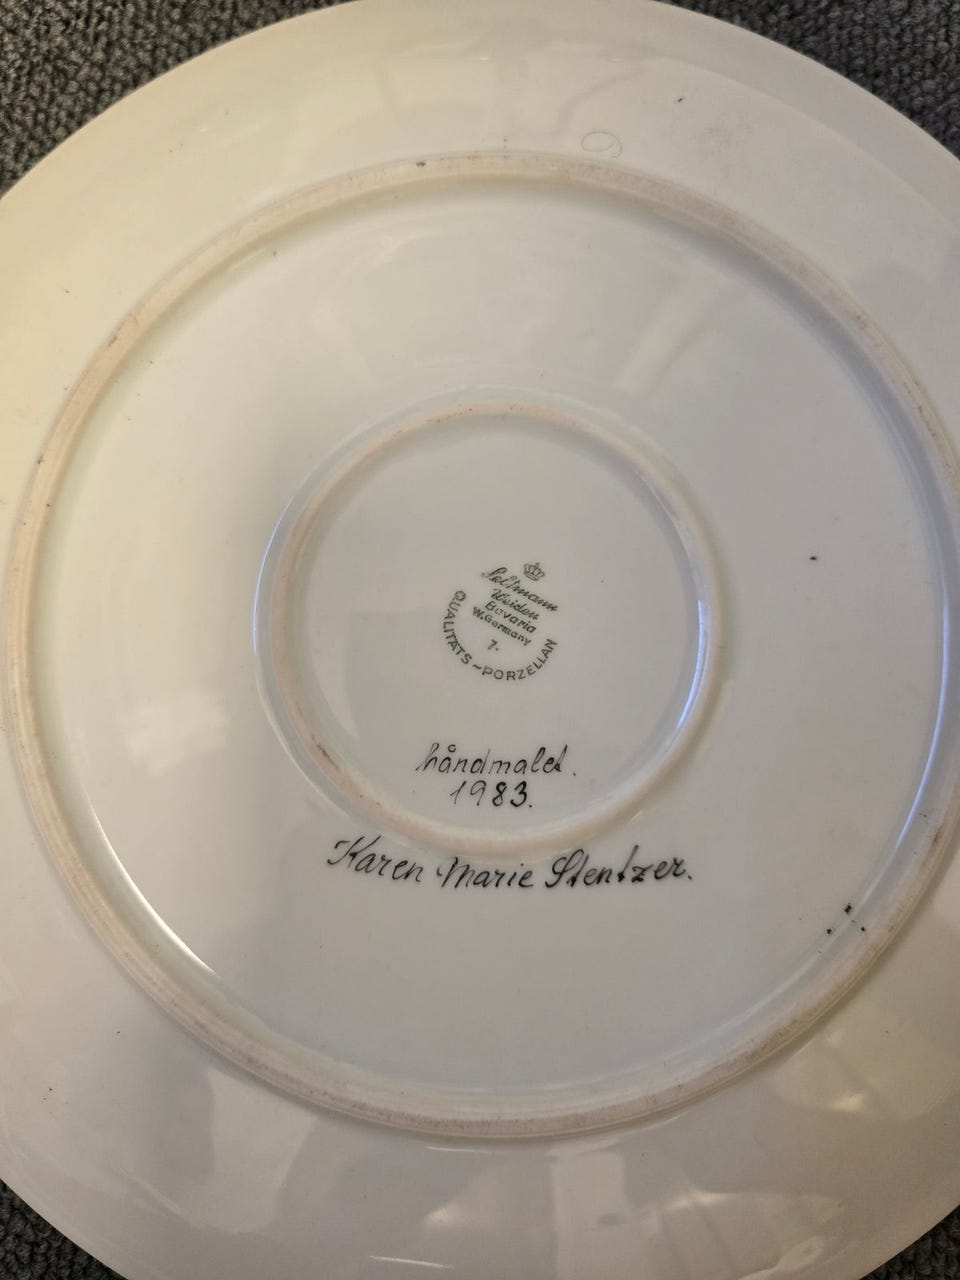 Seltmann
Weiden
Bavaria
W.Germany
7.
QUALITÄTS-PORZELLAN
håndmalet.
1983.
Karen Marie Stentzer.